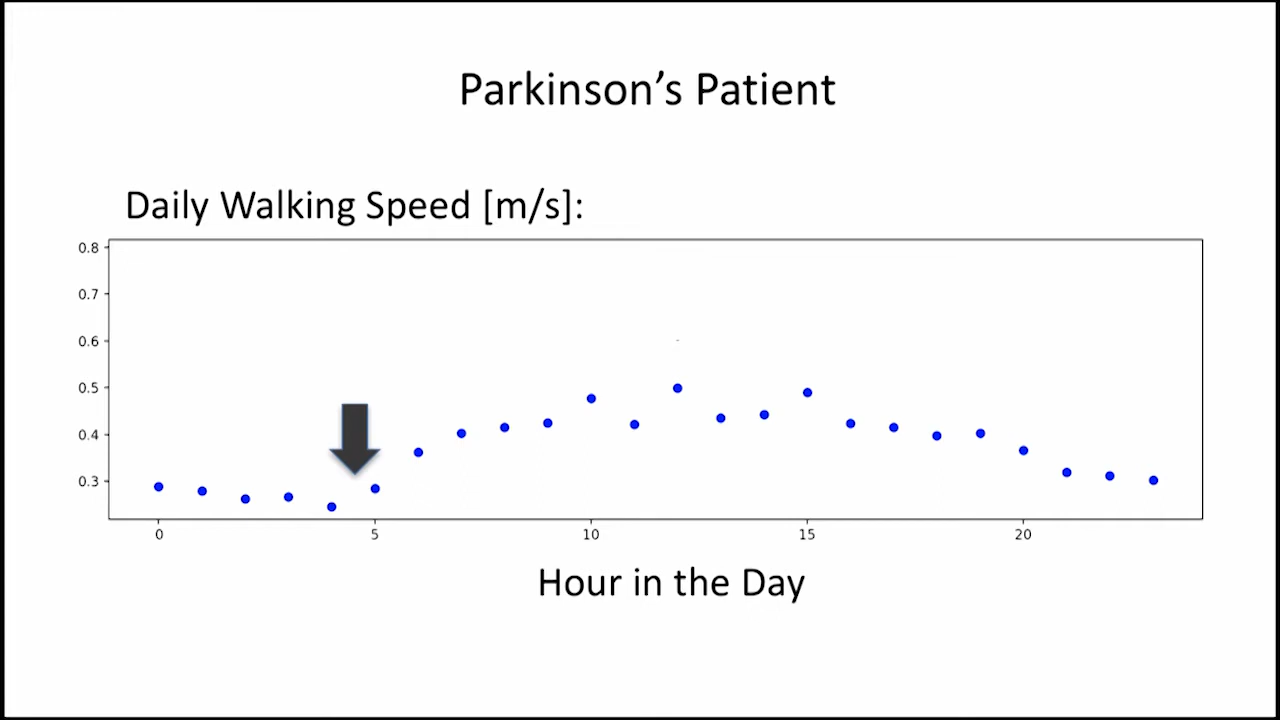 Parkinson’s Patient
Daily Walking Speed [m/s]:
0.8
0.7
0.6
0.5
0.4
0.3
0 5 10 15 20
Hour in the Day